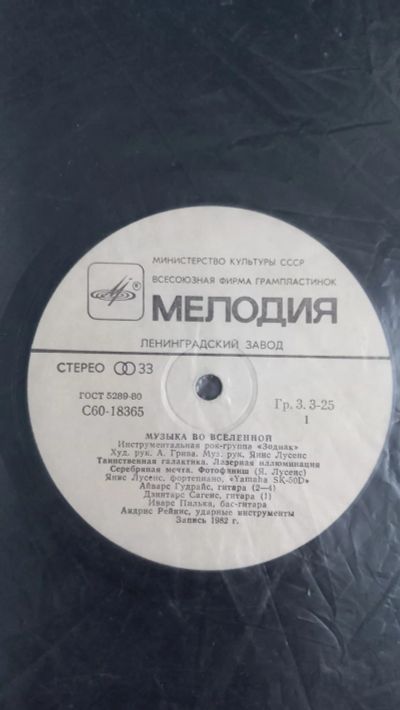 МИНИСТЕРСТВО КУЛЬТУРЫ СССР
ВСЕСОЮЗНАЯ ФИРМА ГРАМПЛАСТИНОК
®
МЕЛОДИЯ
ЛЕНИНГРАДСКИЙ ЗАВОД
СТЕРЕО 33
ГОСТ 5289-80
С60-18365
Гр. 3. 3-25
1
МУЗЫКА ВО ВСЕЛЕННОЙ
Инструментальная рок-группа «Зодиак»
Худ. рук. А. Грива. Муз. рук. Янис Лусенс
Таинственная галактика. Лазерная иллюминация
Серебряная мечта. Фотофиниш (Я. Лусенс)
Янис Лусенс, фортепиано, «Yamaha SK-50D»
Айварс Гудрайс, гитара (2—4)
Дзинтарс Сагенс, гитара (1)
Иварс Пилька, бас-гитара
Андрис Рейнис, ударные инструменты
Запись 1982 г.